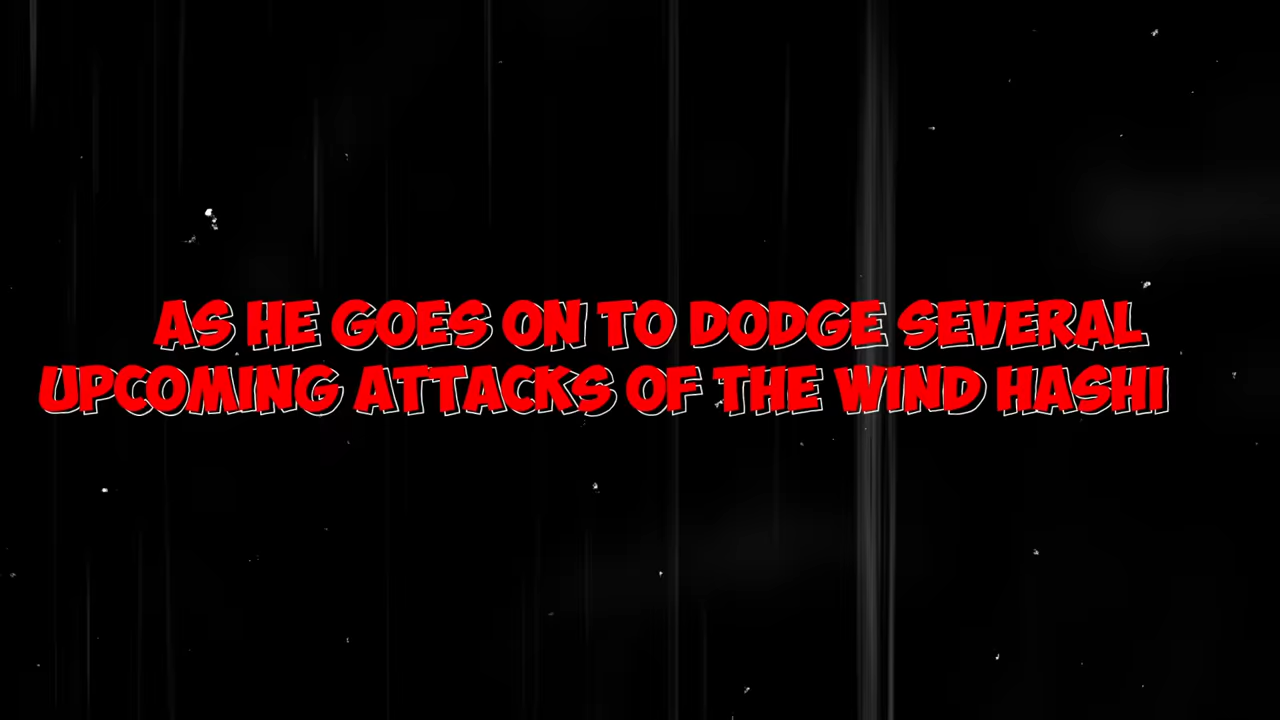 AS HE GOES ON TO DODGE SEVERAL
UPCOMING ATTACKS OF THE WIND HASHI